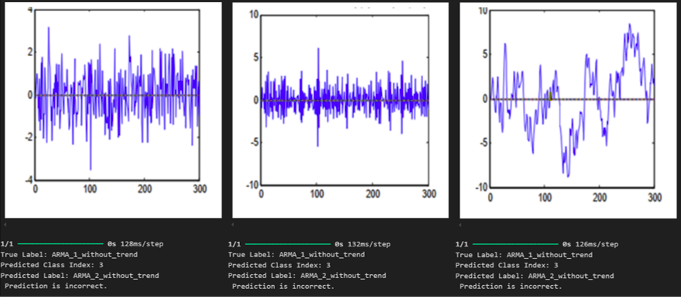 4
2
0
-2
-4
0
100
200
300
10
5
0
-5
-10
0
100
200
300
10
5
0
-5
-10
0
100
200
300
1/1 0s 128ms/step
True Label: ARMA_1_without_trend
Predicted Class Index: 3
Predicted Label: ARMA_2_without_trend
Prediction is incorrect.
1/1 0s 132ms/step
True Label: ARMA_1_without_trend
Predicted Class Index: 3
Predicted Label: ARMA_2_without_trend
Prediction is incorrect.
1/1 0s 126ms/step
True Label: ARMA_1_without_trend
Predicted Class Index: 3
Predicted Label: ARMA_2_without_trend
Prediction is incorrect.